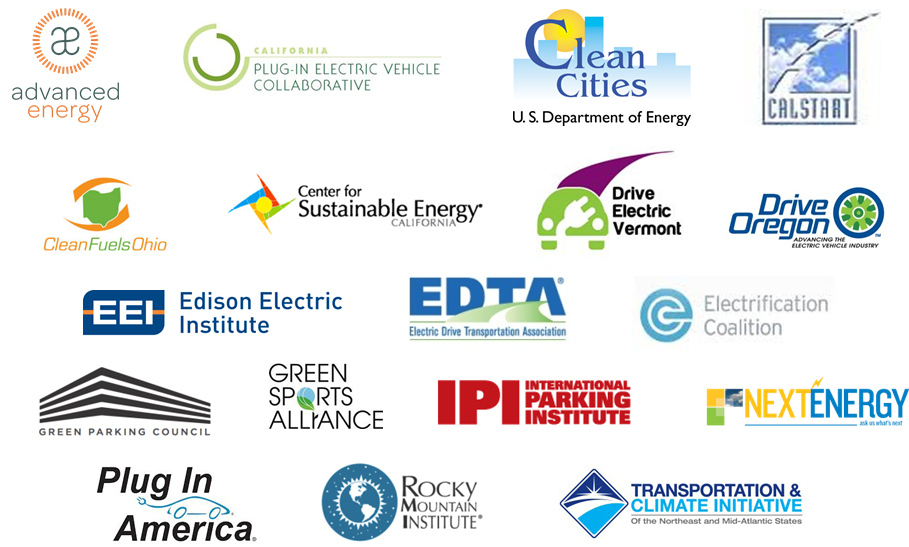 æ
advanced
energy
CALIFORNIA
PLUG-IN ELECTRIC VEHICLE
COLLABORATIVE
Clean
Cities
U. S. Department of Energy
CALSTART
CleanFuelsOhio
Center for
Sustainable Energy®
CALIFORNIA
Drive
Electric
Vermont
Drive
Oregon™
ADVANCING THE
ELECTRIC VEHICLE INDUSTRY
EEI
Edison Electric
Institute
EDTA®
Electric Drive Transportation Association
Electrification
Coalition
GREEN PARKING COUNCIL
GREEN
SPORTS
ALLIANCE
IPI
INTERNATIONAL
PARKING
INSTITUTE
NEXTENERGY
ask us what's next
Plug In
America®
ROCKY
MOUNTAIN
INSTITUTE®
TRANSPORTATION &
CLIMATE INITIATIVE
Of the Northeast and Mid-Atlantic States